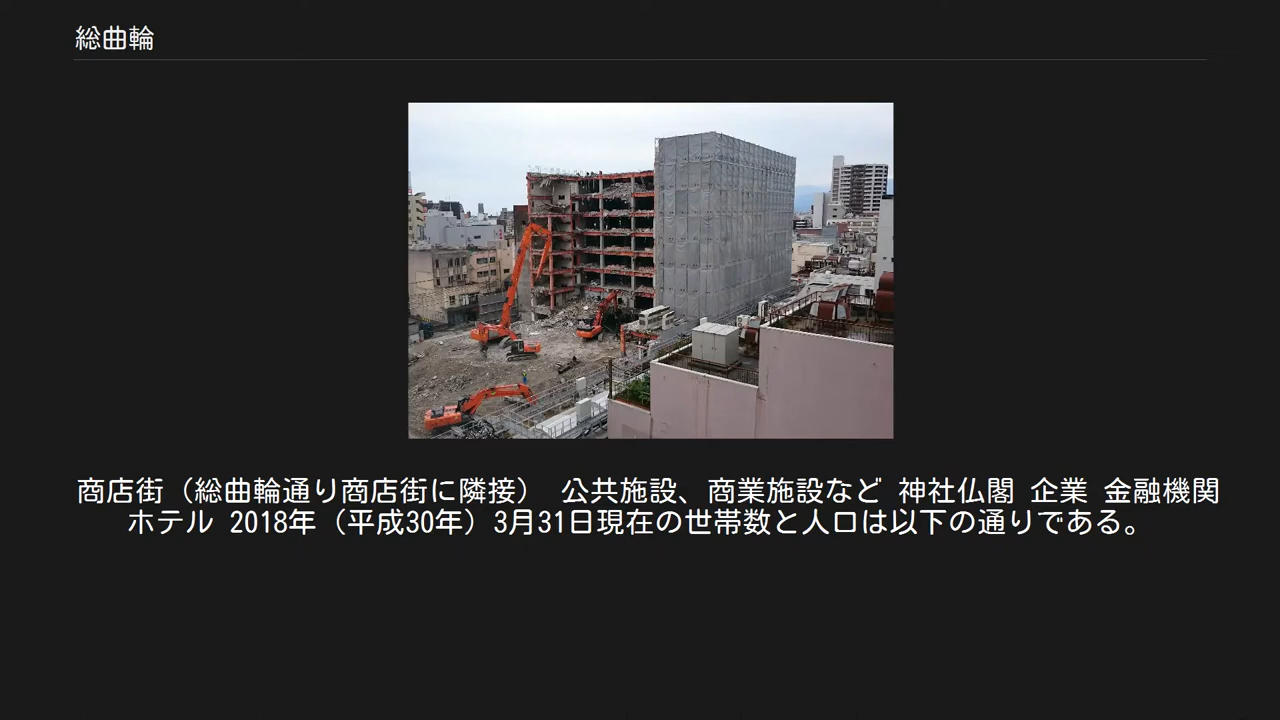 総曲輪
商店街（総曲輪通り商店街に隣接） 公共施設、商業施設など 神社仏閣 企業 金融機関
ホテル 2018年（平成30年）3月31日現在の世帯数と人口は以下の通りである。